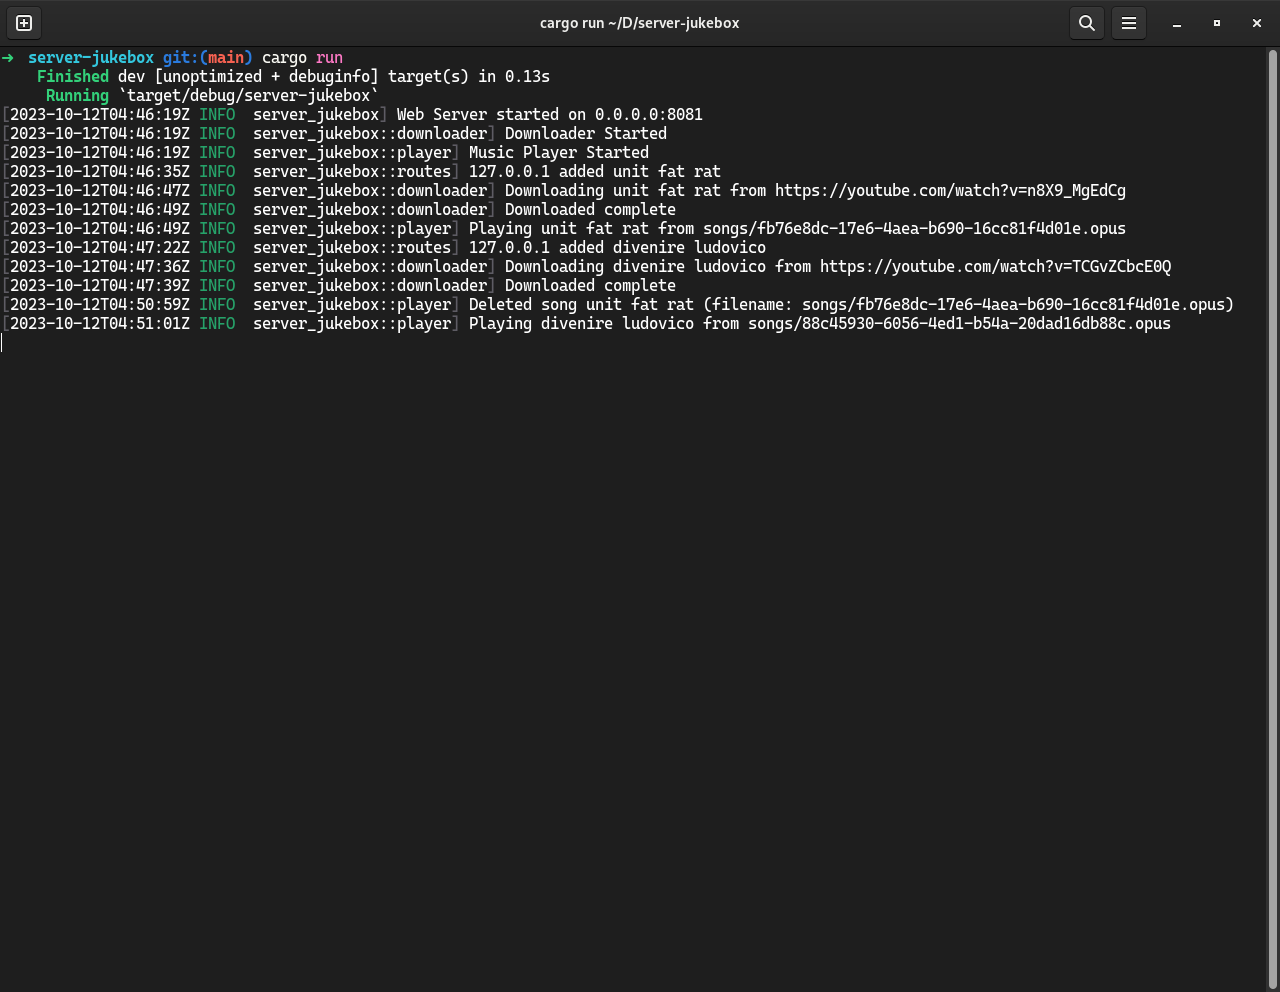 cargo run ~/D/server-jukebox
→ server-jukebox git:(main) cargo run
    Finished dev [unoptimized + debuginfo] target(s) in 0.13s
     Running `target/debug/server-jukebox`
[2023-10-12T04:46:19Z INFO  server_jukebox] Web Server started on 0.0.0.0:8081
[2023-10-12T04:46:19Z INFO  server_jukebox::downloader] Downloader Started
[2023-10-12T04:46:19Z INFO  server_jukebox::player] Music Player Started
[2023-10-12T04:46:35Z INFO  server_jukebox::routes] 127.0.0.1 added unit fat rat
[2023-10-12T04:46:47Z INFO  server_jukebox::downloader] Downloading unit fat rat from https://youtube.com/watch?v=n8X9_MgEdCg
[2023-10-12T04:46:49Z INFO  server_jukebox::downloader] Downloaded complete
[2023-10-12T04:46:49Z INFO  server_jukebox::player] Playing unit fat rat from songs/fb76e8dc-17e6-4aea-b690-16cc81f4d01e.opus
[2023-10-12T04:47:22Z INFO  server_jukebox::routes] 127.0.0.1 added divenire ludovico
[2023-10-12T04:47:36Z INFO  server_jukebox::downloader] Downloading divenire ludovico from https://youtube.com/watch?v=TCGvZCbcE0Q
[2023-10-12T04:47:39Z INFO  server_jukebox::downloader] Downloaded complete
[2023-10-12T04:50:59Z INFO  server_jukebox::player] Deleted song unit fat rat (filename: songs/fb76e8dc-17e6-4aea-b690-16cc81f4d01e.opus)
[2023-10-12T04:51:01Z INFO  server_jukebox::player] Playing divenire ludovico from songs/88c45930-6056-4ed1-b54a-20dad16db88c.opus